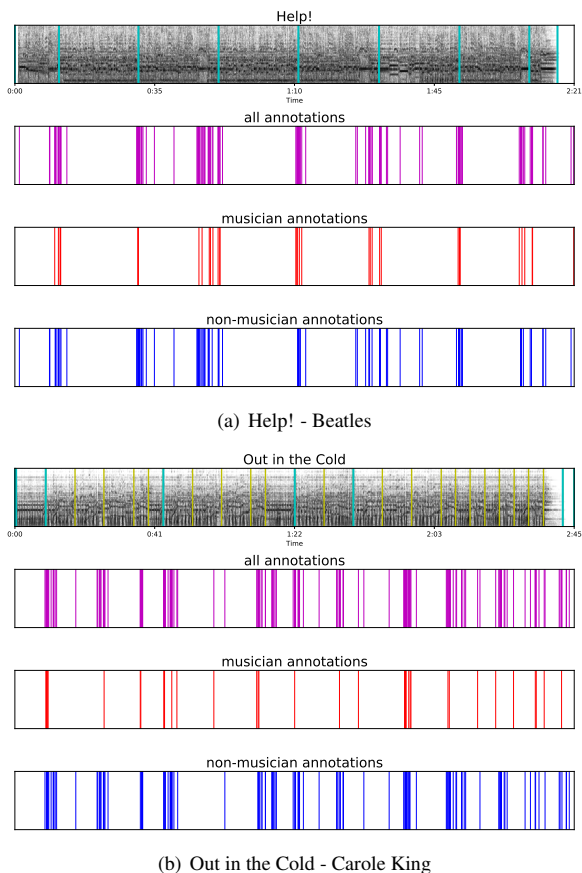 Help!
0:00 0:35 1:10 1:45 2:21
Time
all annotations
musician annotations
non-musician annotations
(a) Help! - Beatles
Out in the Cold
0:00 0:41 1:22 2:03 2:45
Time
all annotations
musician annotations
non-musician annotations
(b) Out in the Cold - Carole King